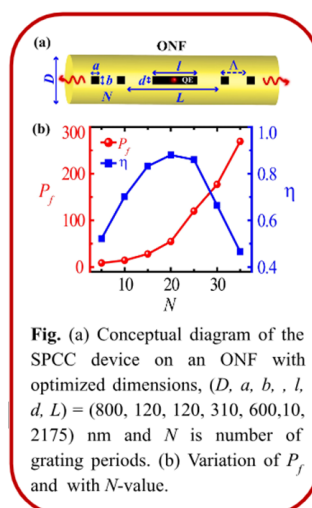 (a) ONF
a l Λ
D b d QE
N L
(b)
300 1.0
P_f
η
200 0.8
P_f η
100 0.6
0 0.4
10 20 30
N
Fig. (a) Conceptual diagram of the
SPCC device on an ONF with
optimized dimensions, (D, a, b, , l,
d, L) = (800, 120, 120, 310, 600,10,
2175) nm and N is number of
grating periods. (b) Variation of P_f
and with N-value.